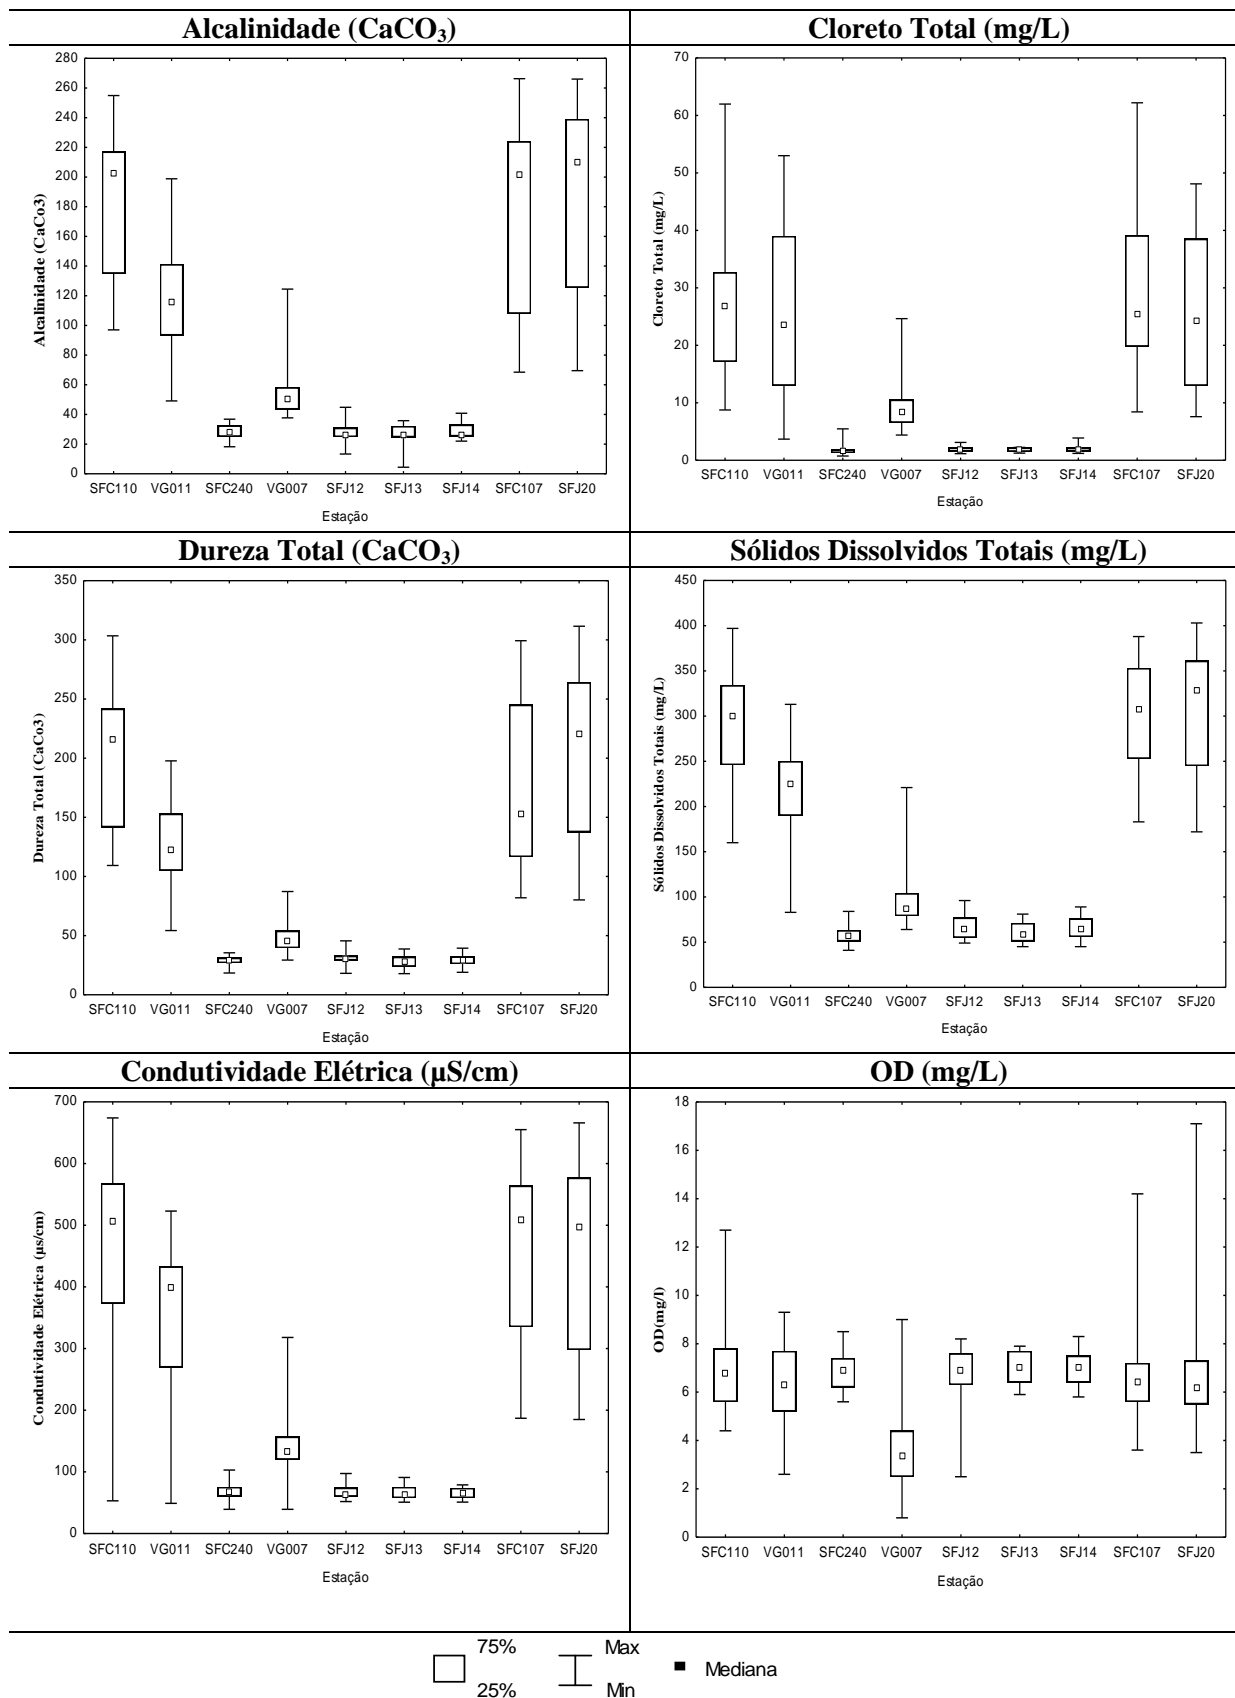 Alcalinidade (CaCO₃)
280
260
240
220
200
180
160
140
120
100
80
60
40
20
0
Alcalinidade (CaCo3)
SFC110 VG011 SFC240 VG007 SFJ12 SFJ13 SFJ14 SFC107 SFJ20
Estação
Cloreto Total (mg/L)
70
60
50
40
30
20
10
0
Cloreto Total (mg/L)
SFC110 VG011 SFC240 VG007 SFJ12 SFJ13 SFJ14 SFC107 SFJ20
Estação
Dureza Total (CaCO₃)
350
300
250
200
150
100
50
0
Dureza Total (CaCo3)
SFC110 VG011 SFC240 VG007 SFJ12 SFJ13 SFJ14 SFC107 SFJ20
Estação
Sólidos Dissolvidos Totais (mg/L)
450
400
350
300
250
200
150
100
50
0
Sólidos Dissolvidos Totais (mg/L)
SFC110 VG011 SFC240 VG007 SFJ12 SFJ13 SFJ14 SFC107 SFJ20
Estação
Condutividade Elétrica (µS/cm)
700
600
500
400
300
200
100
0
Condutividade Elétrica (µs/cm)
SFC110 VG011 SFC240 VG007 SFJ12 SFJ13 SFJ14 SFC107 SFJ20
Estação
OD (mg/L)
18
16
14
12
10
8
6
4
2
0
OD(mg/l)
SFC110 VG011 SFC240 VG007 SFJ12 SFJ13 SFJ14 SFC107 SFJ20
Estação
75% Max
Mediana
25% Min